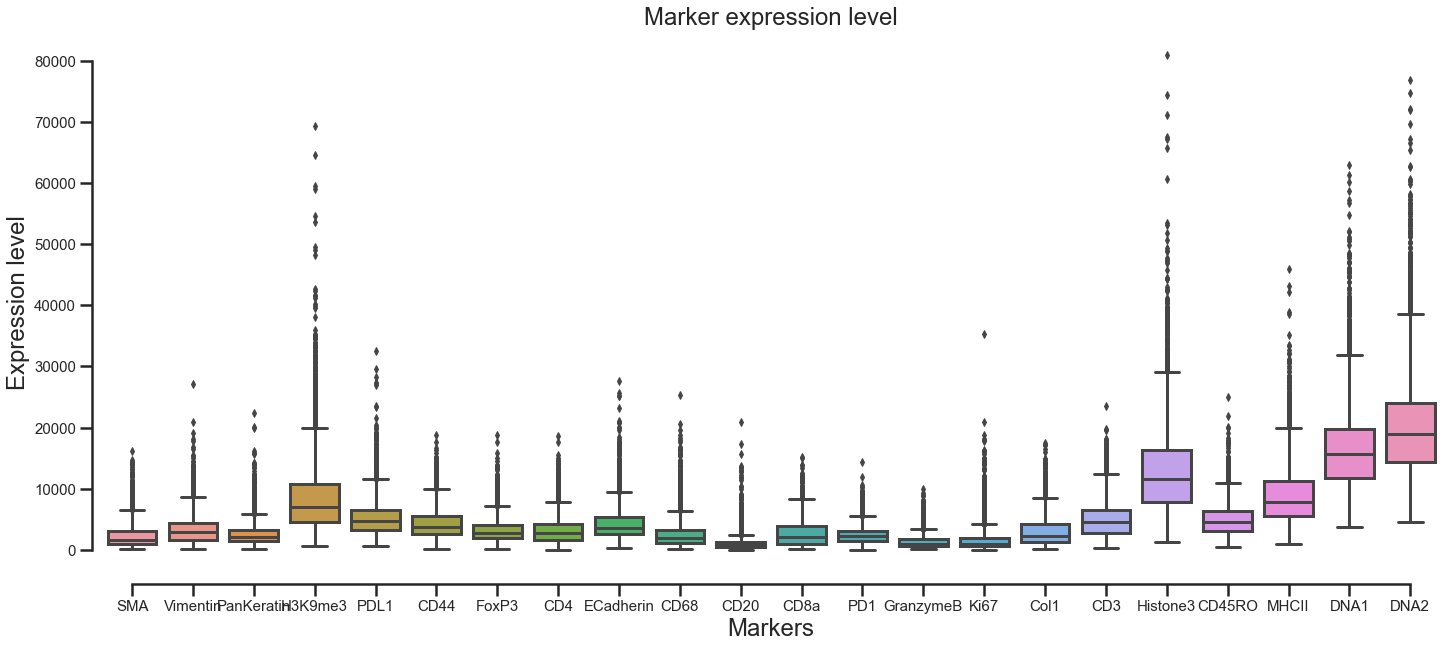 Marker expression level
Expression level
80000
70000
60000
50000
40000
30000
20000
10000
0
SMA Vimentin PanKeratin H3K9me3 PDL1 CD44 FoxP3 CD4 ECadherin CD68 CD20 CD8a PD1 GranzymeB Ki67 Col1 CD3 Histone3 CD45RO MHCII DNA1 DNA2
Markers